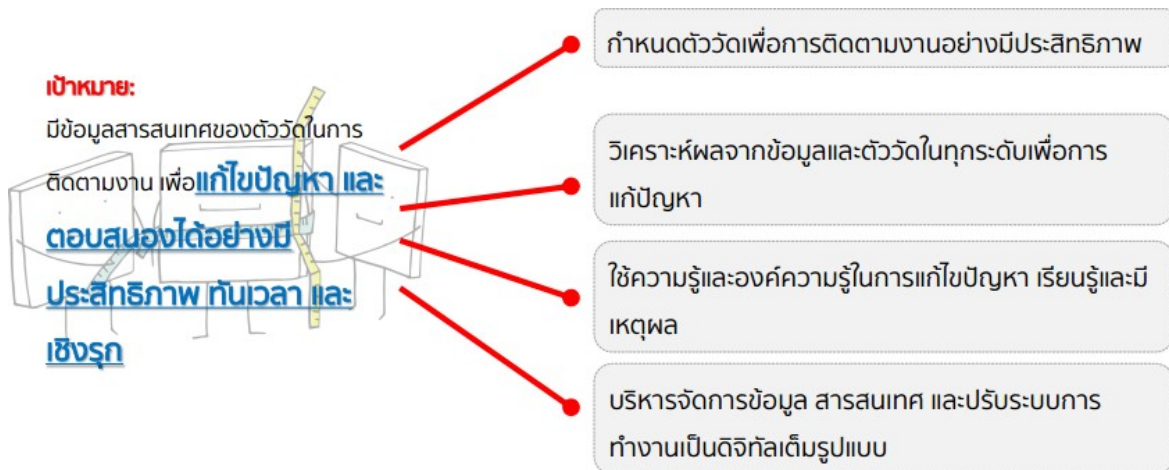 เป้าหมาย:
มีข้อมูลสารสนเทศของตัววัดในการ
ติดตามงาน เพื่อแก้ไขปัญหา และ
ตอบสนองได้อย่างมี
ประสิทธิภาพ ทันเวลา และ
เชิงรุก
กำหนดตัววัดเพื่อการติดตามงานอย่างมีประสิทธิภาพ
วิเคราะห์ผลจากข้อมูลและตัววัดในทุกระดับเพื่อการ
แก้ปัญหา
ใช้ความรู้และองค์ความรู้ในการแก้ไขปัญหา เรียนรู้และมี
เหตุผล
บริหารจัดการข้อมูล สารสนเทศ และปรับระบบการ
ทำงานเป็นดิจิทัลเต็มรูปแบบ